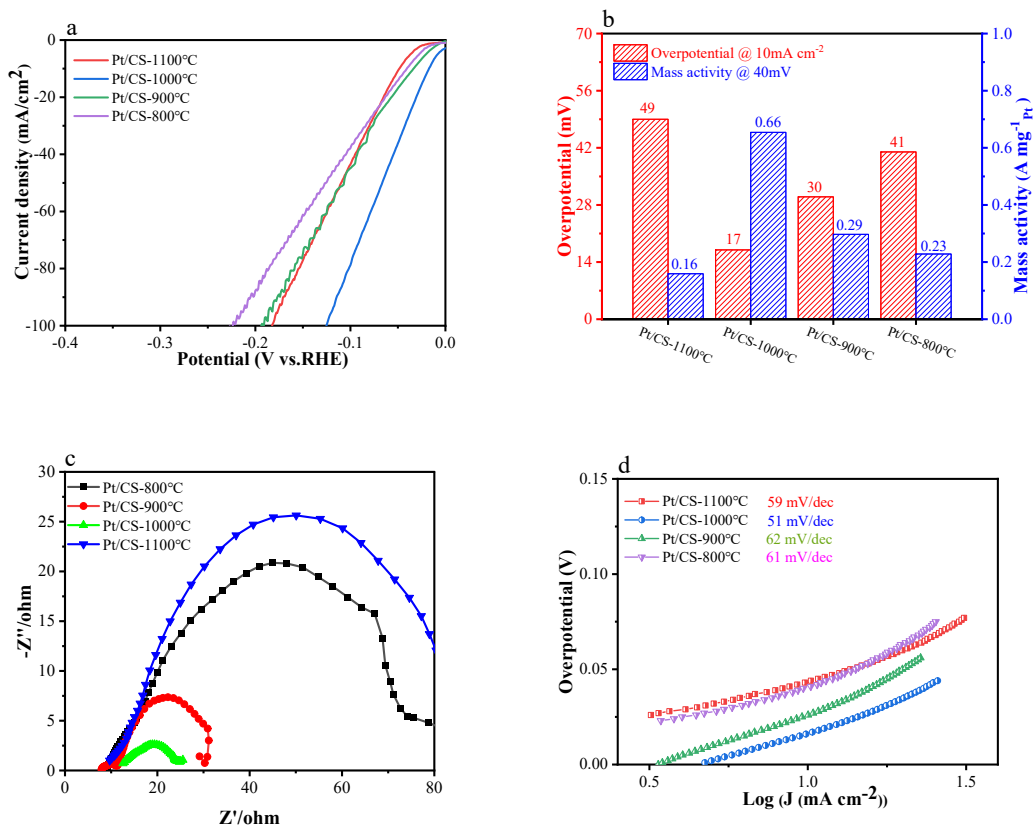 a
Pt/CS-1100℃
Pt/CS-1000℃
Pt/CS-900℃
Pt/CS-800℃
0
-20
-40
-60
-80
-100
-0.4
-0.3
-0.2
-0.1
0.0
Current density (mA/cm²)
Potential (V vs.RHE)
b
Overpotential @ 10mA cm⁻²
Mass activity @ 40mV
70
56
42
28
14
0
1.0
0.8
0.6
0.4
0.2
0.0
49
0.16
17
0.66
30
0.29
41
0.23
Pt/CS-1100℃
Pt/CS-1000℃
Pt/CS-900℃
Pt/CS-800℃
Overpotential (mV)
Mass activity (A mg⁻¹Pt)
c
Pt/CS-800℃
Pt/CS-900℃
Pt/CS-1000℃
Pt/CS-1100℃
30
25
20
15
10
5
0
0
20
40
60
80
-Z''/ohm
Z'/ohm
d
Pt/CS-1100℃ 59 mV/dec
Pt/CS-1000℃ 51 mV/dec
Pt/CS-900℃ 62 mV/dec
Pt/CS-800℃ 61 mV/dec
0.15
0.10
0.05
0.00
0.5
1.0
1.5
Overpotential (V)
Log (J (mA cm⁻²))